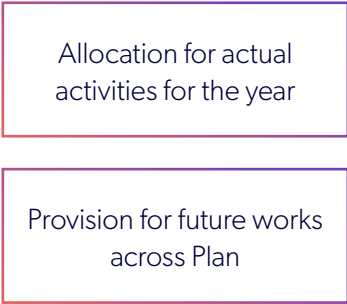 Allocation for actual
activities for the year
Provision for future works
across Plan